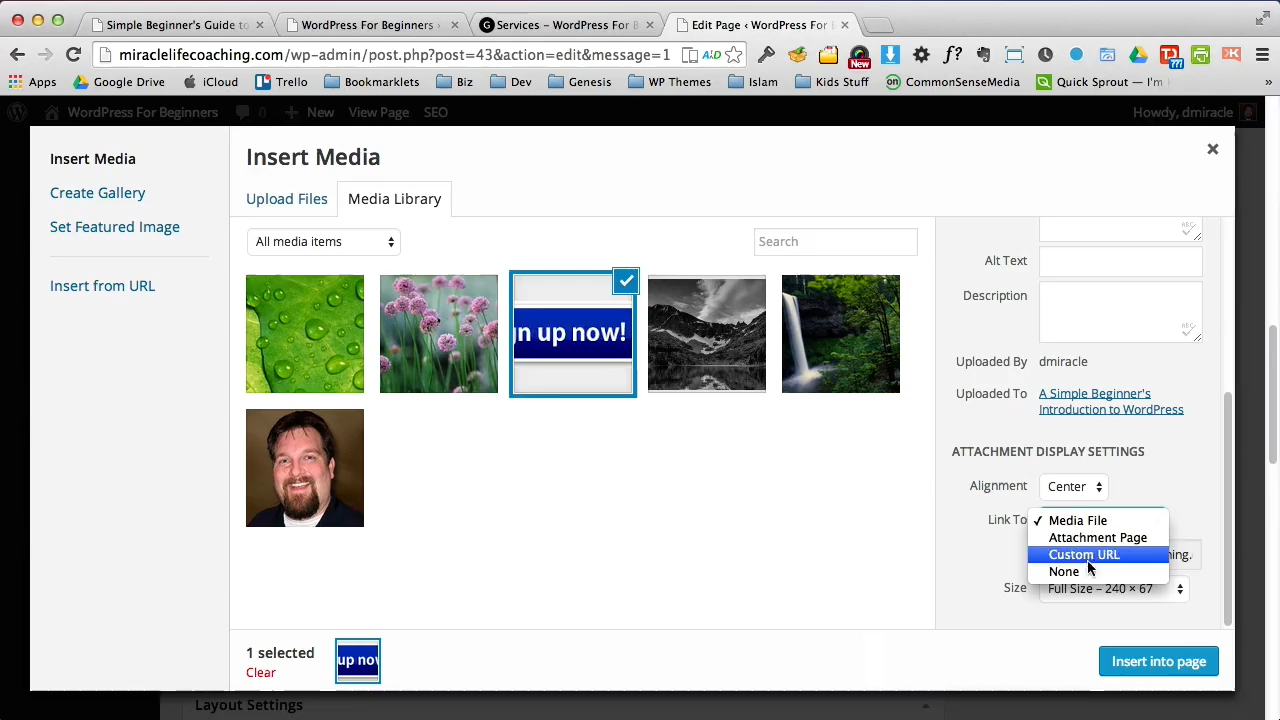 Simple Beginner's Guide to
WordPress For Beginners
Services – WordPress For B
Edit Page ‹ WordPress For B
miraclelifecoaching.com/wp-admin/post.php?post=43&action=edit&message=1
New
777
Apps
Google Drive
iCloud
Trello
Bookmarklets
Biz
Dev
Genesis
WP Themes
Islam
Kids Stuff
CommonSenseMedia
Quick Sprout — I'm
WordPress For Beginners
0
New
View Page
SEO
Howdy, dmiracle
Insert Media
Create Gallery
Set Featured Image
Insert from URL
Insert Media
Upload Files
Media Library
All media items
Search
gn up now!
Alt Text
Description
Uploaded By
dmiracle
Uploaded To
A Simple Beginner's
Introduction to WordPress
ATTACHMENT DISPLAY SETTINGS
Alignment
Center
Link To
Media File
Attachment Page
Custom URL
None
hing.
Size
Full Size – 240 × 67
1 selected
Clear
up nov
Insert into page
Layout Settings